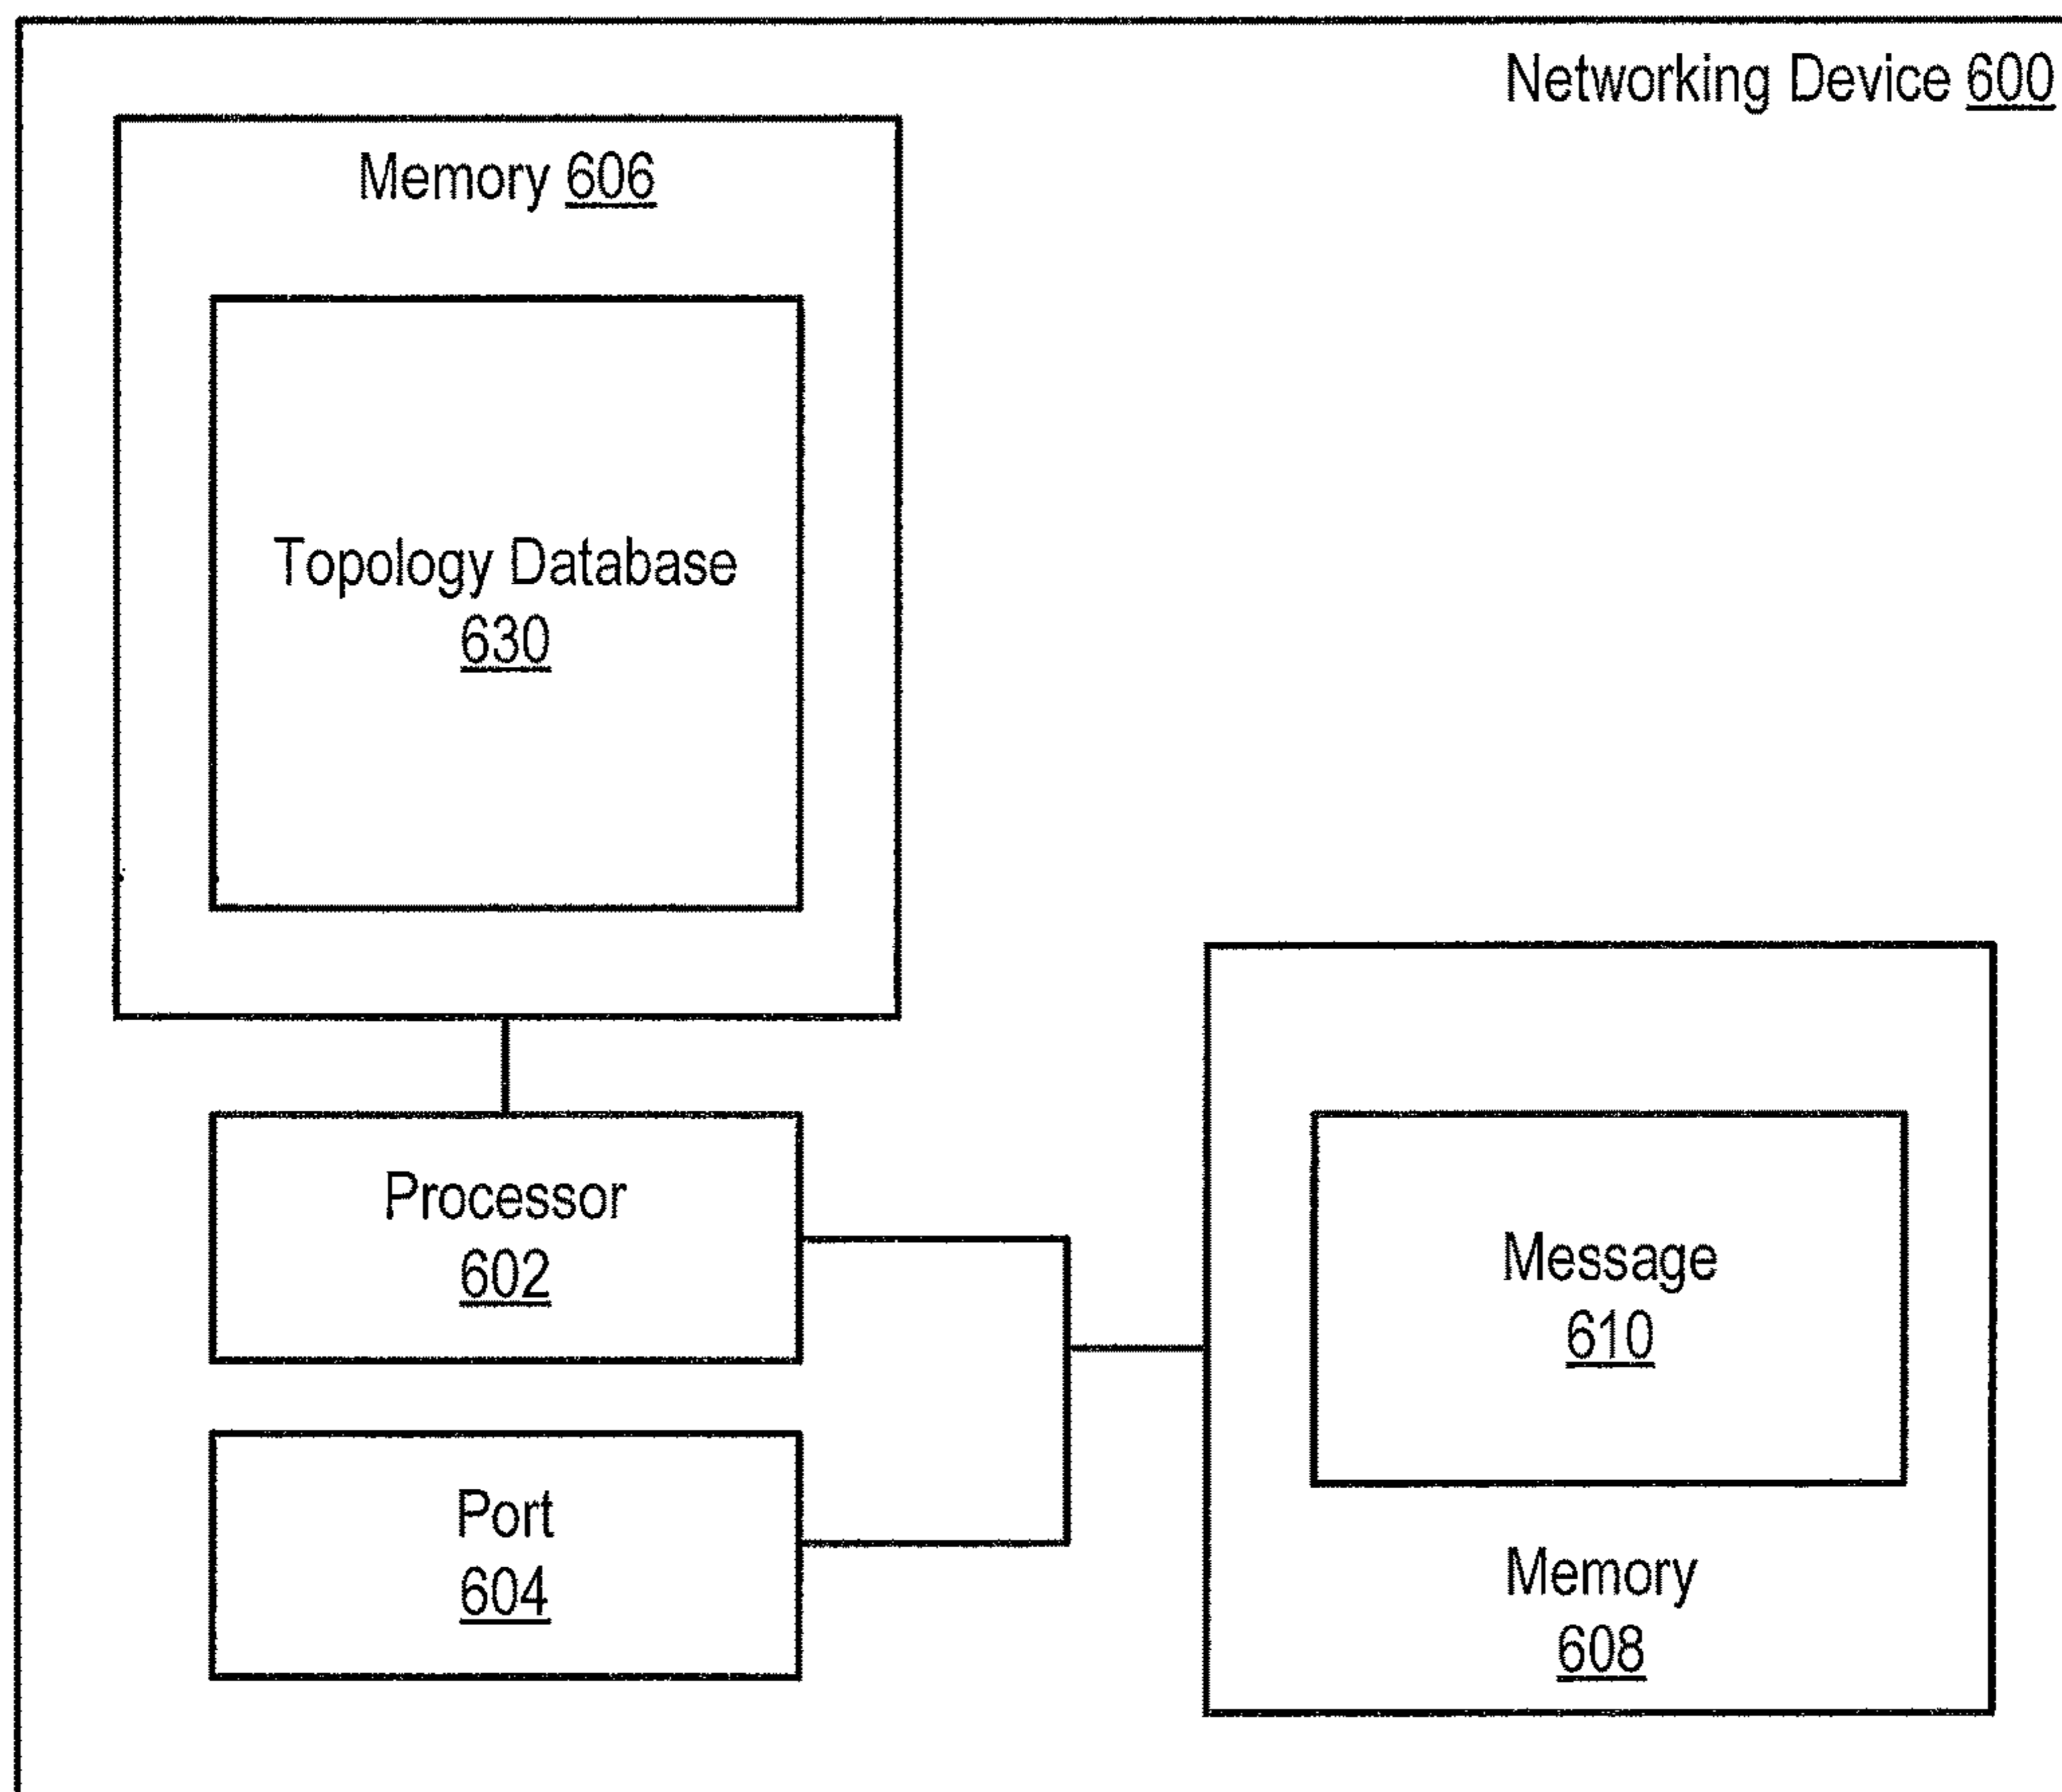 Networking Device 600
Memory 606
Topology Database
630
Processor
602
Message
610
Port
604
Memory
608